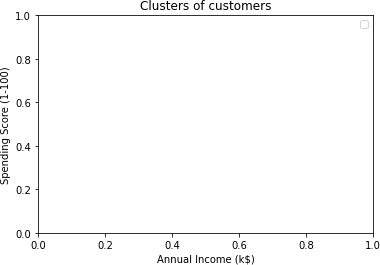 Clusters of customers
1.0
0.8
0.6
0.4
0.2
0.0
Spending Score (1-100)
0.0 0.2 0.4 0.6 0.8 1.0
Annual Income (k$)